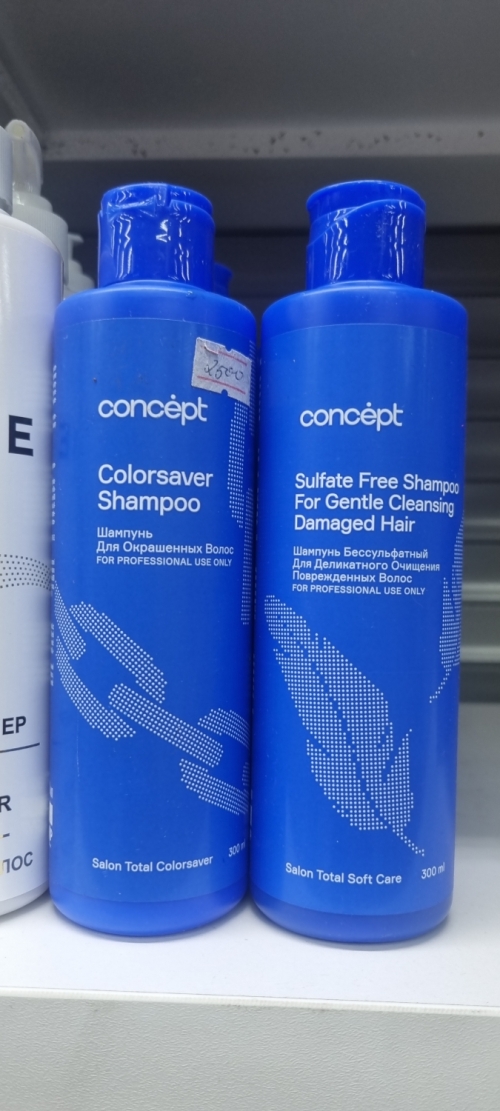 2500
concept
Colorsaver
Shampoo
Шампунь
Для Окрашенных Волос
FOR PROFESSIONAL USE ONLY
300 ml
Salon Total Colorsaver
concept
Sulfate Free Shampoo
For Gentle Cleansing
Damaged Hair
Шампунь Бессульфатный
Для Деликатного Очищения
Поврежденных Волос
FOR PROFESSIONAL USE ONLY
Salon Total Soft Care
300 ml
E
ЕР
R